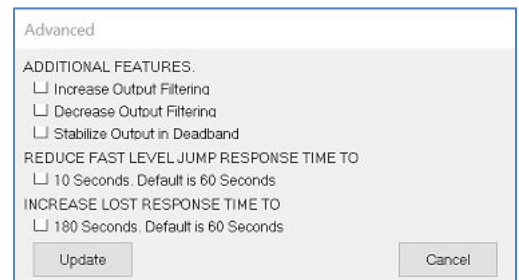 Advanced
ADDITIONAL FEATURES.
Increase Output Filtering
Decrease Output Filtering
Stabilize Output in Deadband
REDUCE FAST LEVEL JUMP RESPONSE TIME TO
10 Seconds. Default is 60 Seconds
INCREASE LOST RESPONSE TIME TO
180 Seconds. Default is 60 Seconds
Update Cancel